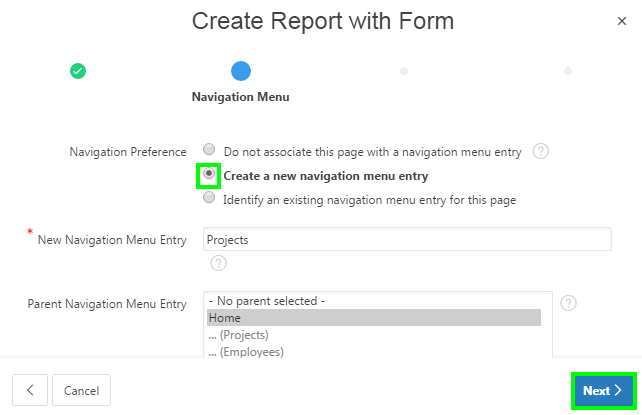 Create Report with Form
Navigation Menu
Navigation Preference
Do not associate this page with a navigation menu entry ?
Create a new navigation menu entry
Identify an existing navigation menu entry for this page
* New Navigation Menu Entry
Projects
?
Parent Navigation Menu Entry
- No parent selected - ?
Home
... (Projects)
... (Employees)
Cancel
Next